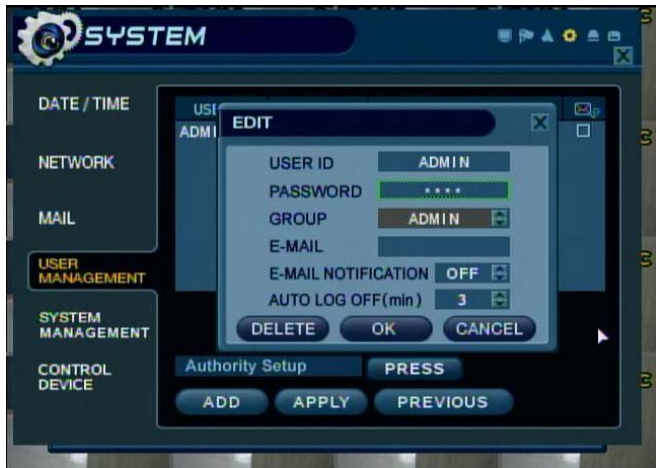 SYSTEM
DATE / TIME
NETWORK
MAIL
USER
MANAGEMENT
SYSTEM
MANAGEMENT
CONTROL
DEVICE
EDIT
USER ID ADMIN
PASSWORD ****
GROUP ADMIN
E-MAIL
E-MAIL NOTIFICATION OFF
AUTO LOG OFF(min) 3
DELETE OK CANCEL
Authority Setup PRESS
ADD APPLY PREVIOUS